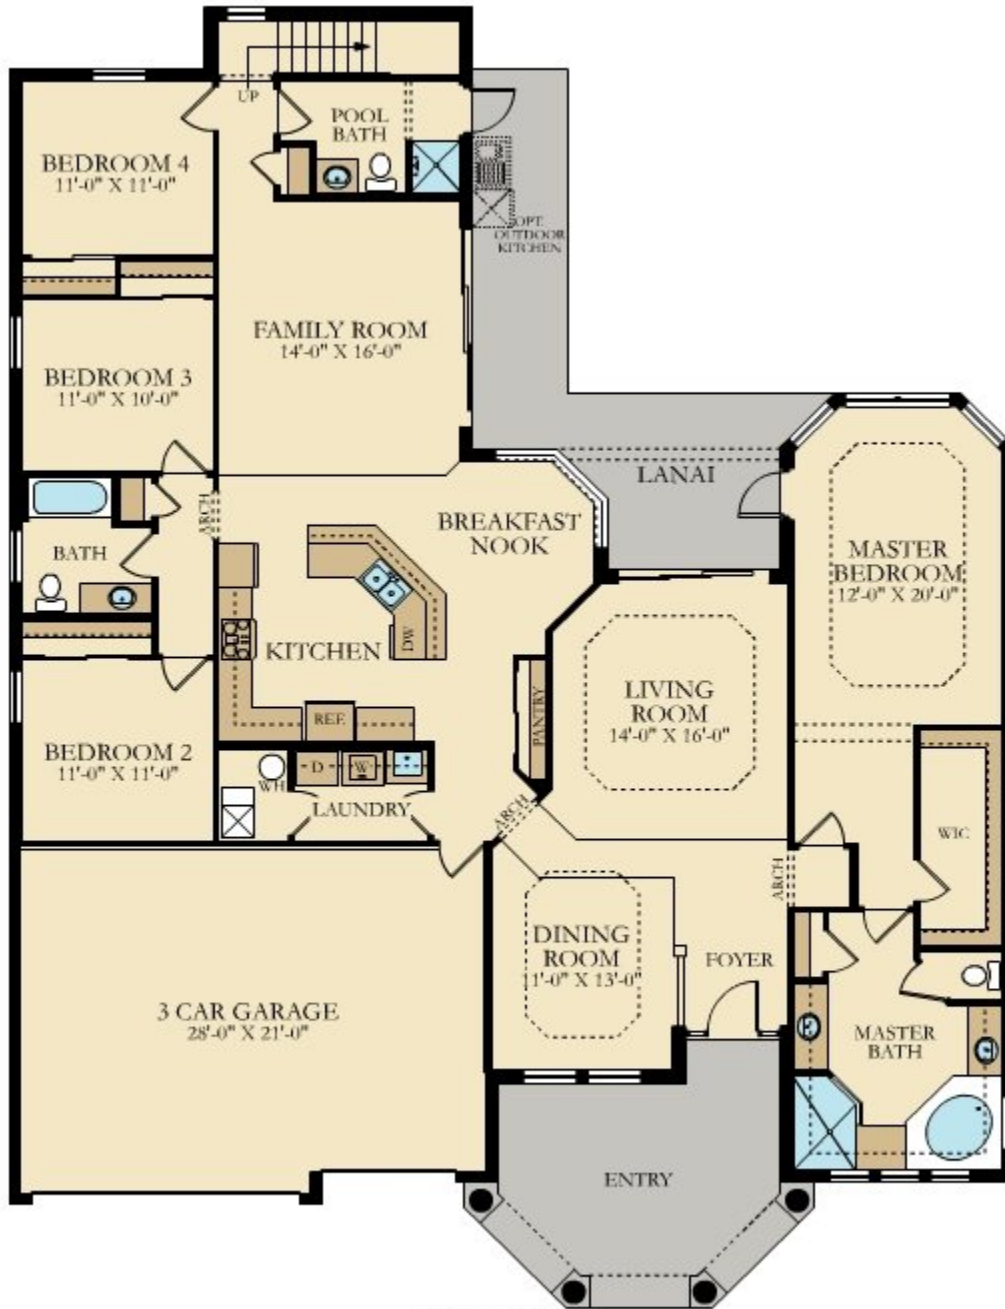 UP
POOL
BATH
BEDROOM 4
11'-0" X 11'-0"
OPT.
OUTDOOR
KITCHEN
FAMILY ROOM
14'-0" X 16'-0"
BEDROOM 3
11'-0" X 10'-0"
LANAI
ARCH
BREAKFAST
NOOK
BATH
MASTER
BEDROOM
12'-0" X 20'-0"
DW
KITCHEN
LIVING
ROOM
14'-0" X 16'-0"
PANTRY
REF.
BEDROOM 2
11'-0" X 11'-0"
D
W
WH
LAUNDRY
ARCH
WIC
ARCH
DINING
ROOM
11'-0" X 13'-0"
FOYER
3 CAR GARAGE
28'-0" X 21'-0"
MASTER
BATH
ENTRY